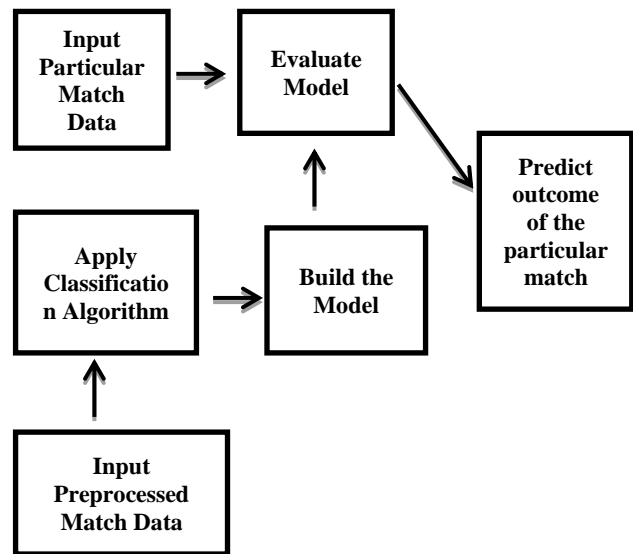 Input
Particular
Match
Data
Evaluate
Model
Predict
outcome
of the
particular
match
Apply
Classificatio
n Algorithm
Build the
Model
Input
Preprocessed
Match Data